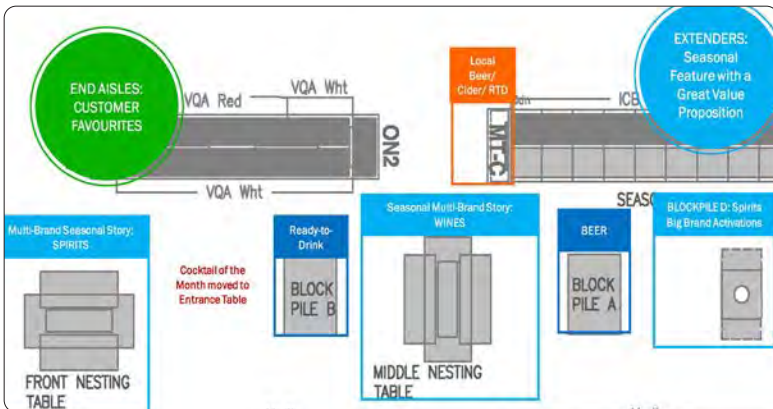 END AISLES:
CUSTOMER
FAVOURITES
VQA Red
VQA Wht
ON2
VQA Wht
Local
Beer/
Cider/ RTD
MT-C
ICB
EXTENDERS:
Seasonal
Feature with a
Great Value
Proposition
SEASO
Multi-Brand Seasonal Story:
SPIRITS
FRONT NESTING
TABLE
Cocktail of the
Month moved to
Entrance Table
Ready-to-
Drink
BLOCK
PILE B
Seasonal Multi-Brand Story:
WINES
MIDDLE NESTING
TABLE
BEER
BLOCK
PILE A
BLOCKPILE D: Spirits
Big Brand Activations